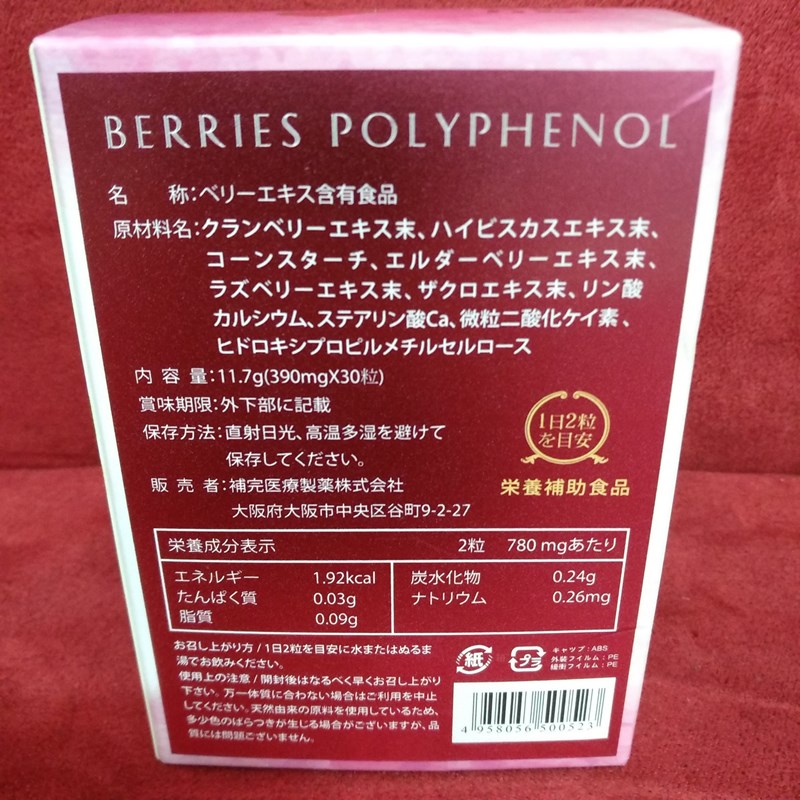 BERRIES POLYPHENOL
名 称:ベリーエキス含有食品
原材料名:クランベリーエキス末、ハイビスカスエキス末、
コーンスターチ、エルダーベリーエキス末、
ラズベリーエキス末、ザクロエキス末、リン酸
カルシウム、ステアリン酸Ca、微粒二酸化ケイ素、
ヒドロキシプロピルメチルセルロース
内容量:11.7g(390mgX30粒)
賞味期限:外下部に記載
保存方法:直射日光、高温多湿を避けて
保存してください。
販売者:補完医療製薬株式会社
大阪府大阪市中央区谷町9-2-27
1日2粒
を目安
栄養補助食品
栄養成分表示 2粒 780 mgあたり
エネルギー 1.92kcal 炭水化物 0.24g
たんぱく質 0.03g ナトリウム 0.26mg
脂質 0.09g
お召し上がり方/1日2粒を目安に水またはぬるま
湯でお飲みください。
使用上の注意/開封後はなるべく早くお召し上がり
下さい。万一体質に合わない場合はご利用を中止
してください。天然由来の原料を使用しているため、
多少色のばらつきが生じる場合がございますが、品
質には問題ございません。
紙
プラ
キャップ:ABS
外装フィルム:PE
緩衝フィルム:PE
4 958056 500523